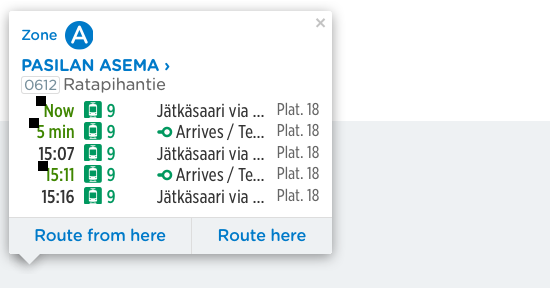 Zone A
PASILAN ASEMA ›
0612 Ratapihantie
Now 9 Jätkäsaari via ... Plat. 18
5 min 9 Arrives / Te... Plat. 18
15:07 9 Jätkäsaari via ... Plat. 18
15:11 9 Arrives / Te... Plat. 18
15:16 9 Jätkäsaari via ... Plat. 18
Route from here Route here